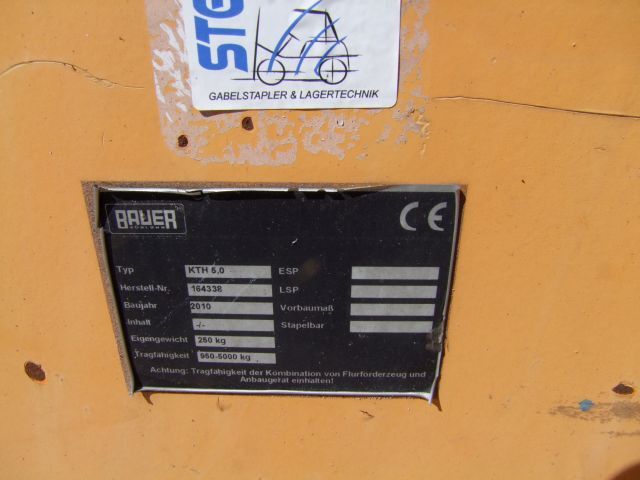 GABELSTAPLER & LAGERTECHNIK
BAUER
CE
Typ KTH 5.0 ESP
Herstell-Nr. 164338 LSP
Baujahr 2010 Vorbaumaß
Inhalt -/- Stapelbar
Eigengewicht 250 kg
Tragfähigkeit 950-5000 kg
Achtung: Tragfähigkeit der Kombination von Flurförderzeug und
Anbaugerät einhalten!